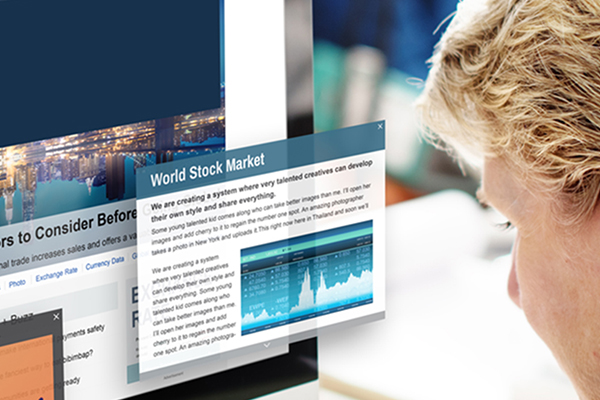 World Stock Market
We are creating a system where very talented creatives can develop
their own style and share everything.
Some young talented kid comes along who can take better images than me. I'll open her
images and add cherry to it to regain the number one spot. An amazing photographer
takes a photo in New York and uploads it.This right now here in Thailand and soon we'll
We are creating a system
where very talented creatives
can develop their own style and
share everything. Some young
talented kid comes along who
can take better images than me.
I'll open her images and add
cherry to it to regain the number
one spot. An amazing photogra-
rs to Consider Before
nal trade increases sales and offers a va
Photo Exchange Rate Currency Data
Buzz
yments safety
bibimbap?
ready